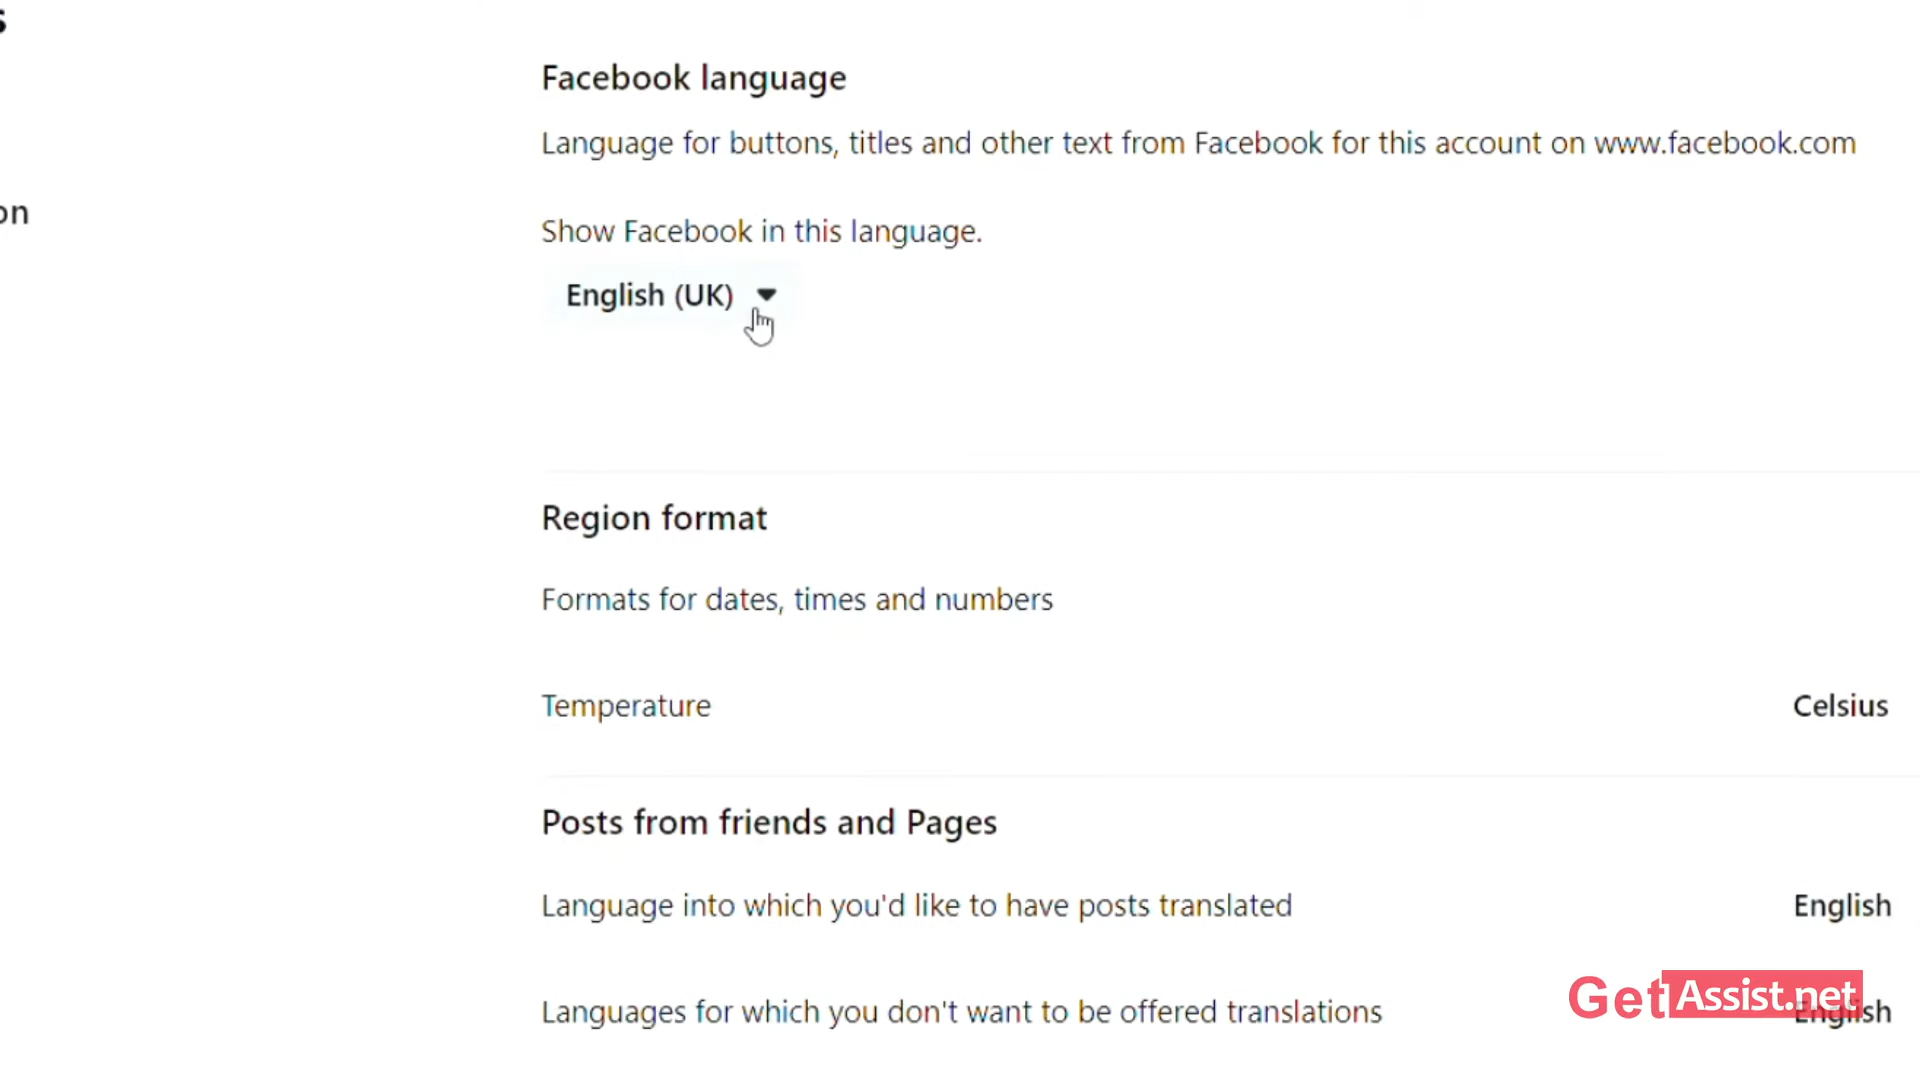 s
Facebook language
Language for buttons, titles and other text from Facebook for this account on www.facebook.com
on
Show Facebook in this language.
English (UK)
Region format
Formats for dates, times and numbers
Temperature Celsius
Posts from friends and Pages
Language into which you'd like to have posts translated English
GetAssist.net
Languages for which you don't want to be offered translations English